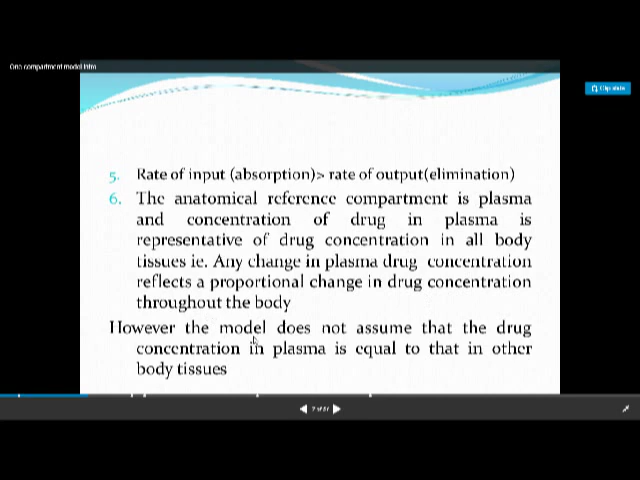 One compartment model intro
Clip slide
5. Rate of input (absorption)> rate of output(elimination)
6. The anatomical reference compartment is plasma
and concentration of drug in plasma is
representative of drug concentration in all body
tissues ie. Any change in plasma drug concentration
reflects a proportional change in drug concentration
throughout the body
However the model does not assume that the drug
concentration in plasma is equal to that in other
body tissues